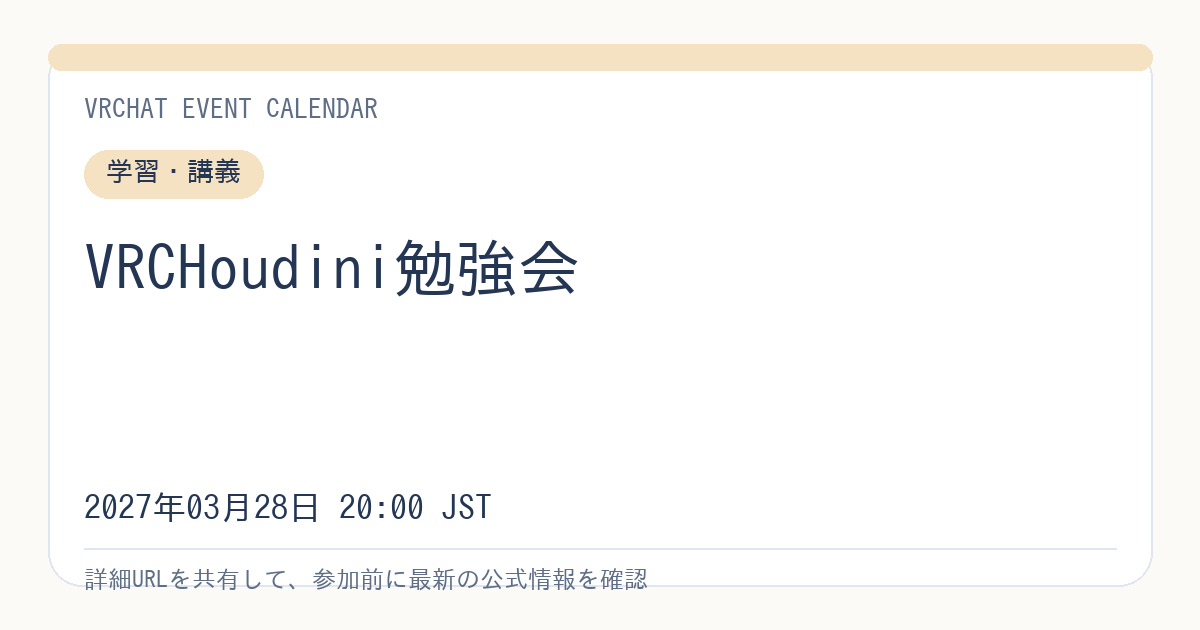 VRCHAT EVENT CALENDAR
学習・講義
VRCHoudini勉強会
2027年03月28日 20:00 JST
詳細URLを共有して、参加前に最新の公式情報を確認